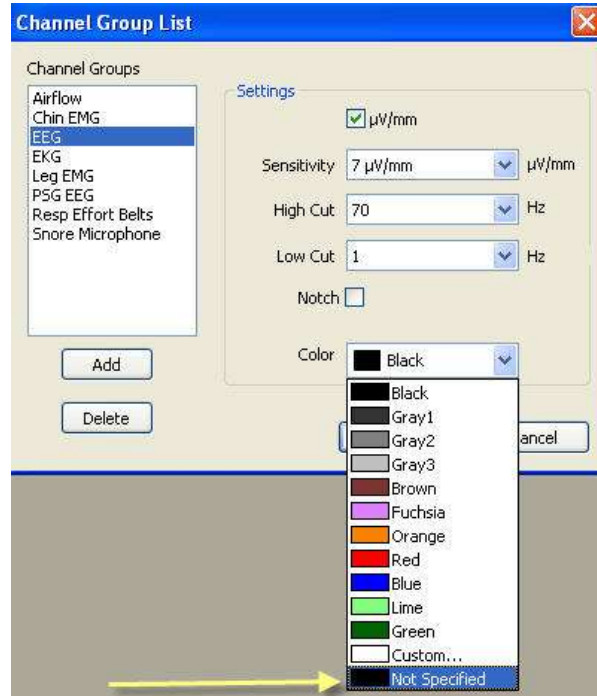 Channel Group List
Channel Groups
Airflow
Chin EMG
EEG
EKG
Leg EMG
PSG EEG
Resp Effort Belts
Snore Microphone
Add
Delete
Settings
µV/mm
Sensitivity 7 µV/mm µV/mm
High Cut 70 Hz
Low Cut 1 Hz
Notch
Color Black
Black
Gray1
Gray2
Gray3
Brown
Fuchsia
Orange
Red
Blue
Lime
Green
Custom...
Not Specified
ancel